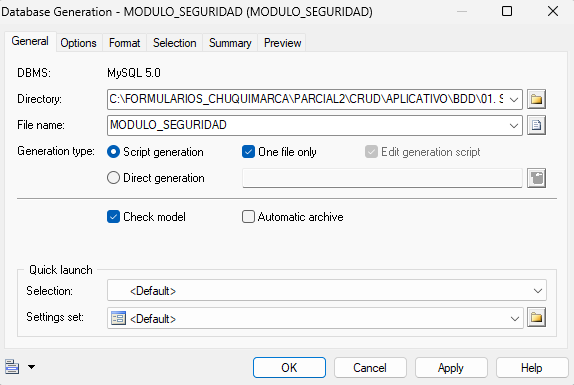 Database Generation - MODULO_SEGURIDAD (MODULO_SEGURIDAD)
General Options Format Selection Summary Preview
DBMS: MySQL 5.0
Directory: C:\FORMULARIOS_CHUQUIMARCA\PARCIAL2\CRUD\APLICATIVO\BDD\01. S
File name: MODULO_SEGURIDAD
Generation type: Script generation One file only Edit generation script
Direct generation
Check model Automatic archive
Quick launch
Selection: <Default>
Settings set: <Default>
OK Cancel Apply Help